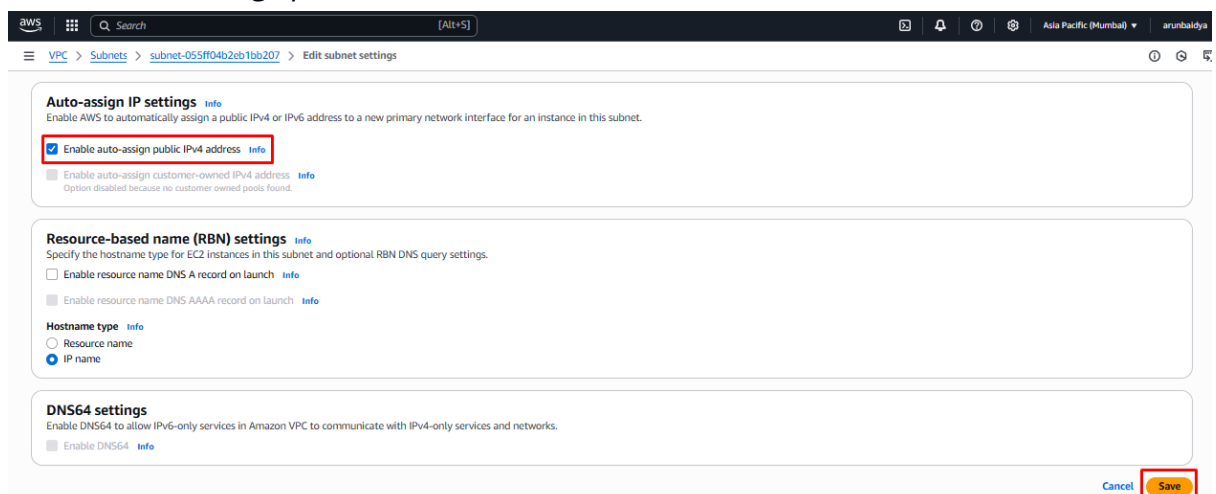 aws
Search [Alt+S] Asia Pacific (Mumbai) ▼ arunbaidya
VPC > Subnets > subnet-055ff04b2eb1bb207 > Edit subnet settings
Auto-assign IP settings Info
Enable AWS to automatically assign a public IPv4 or IPv6 address to a new primary network interface for an instance in this subnet.
Enable auto-assign public IPv4 address Info
Enable auto-assign customer-owned IPv4 address Info
Option disabled because no customer owned pools found.
Resource-based name (RBN) settings Info
Specify the hostname type for EC2 instances in this subnet and optional RBN DNS query settings.
Enable resource name DNS A record on launch Info
Enable resource name DNS AAAA record on launch Info
Hostname type Info
Resource name
IP name
DNS64 settings
Enable DNS64 to allow IPv6-only services in Amazon VPC to communicate with IPv4-only services and networks.
Enable DNS64 Info
Cancel Save